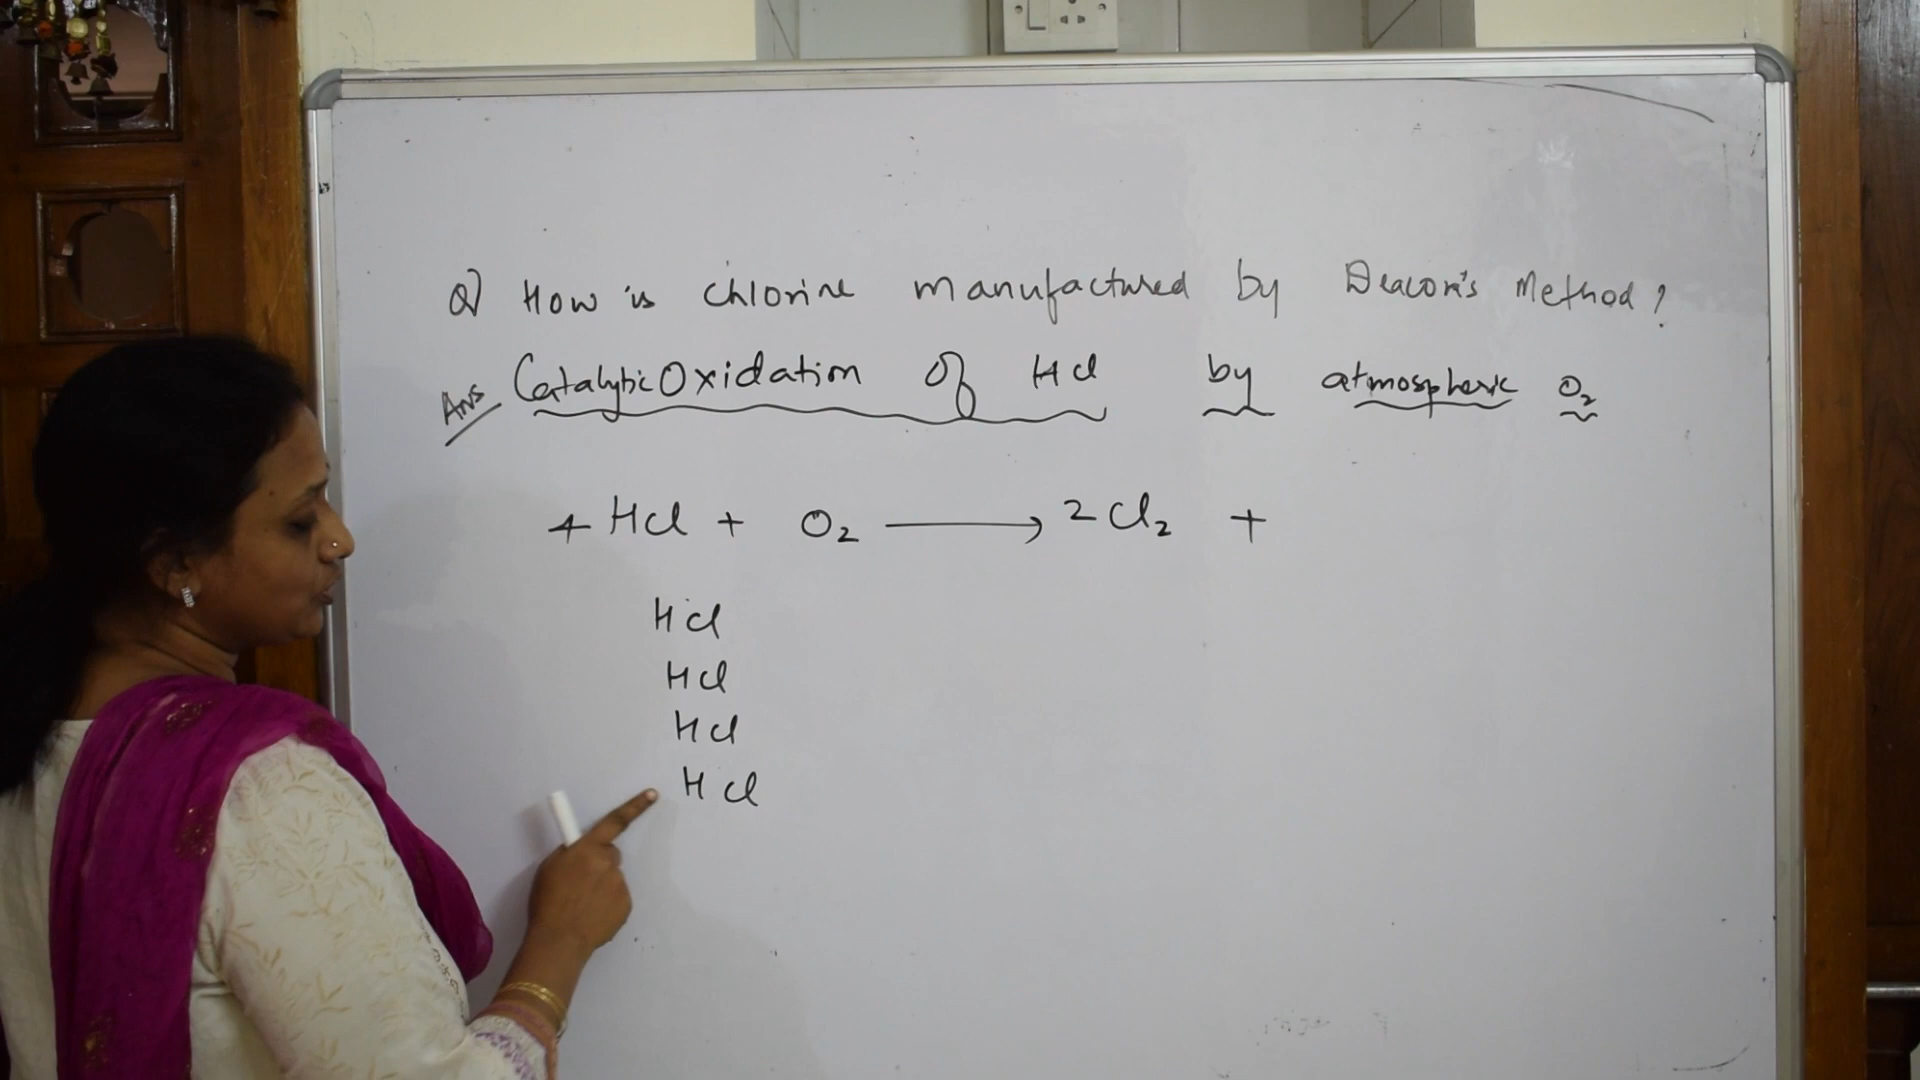 Q) How is chlorine manufactured by Deacon's Method?
Ans Catalytic Oxidation of HCl by atmospheric O₂
4 HCl + O₂ ⟶ 2 Cl₂ +
HCl
HCl
HCl
HCl